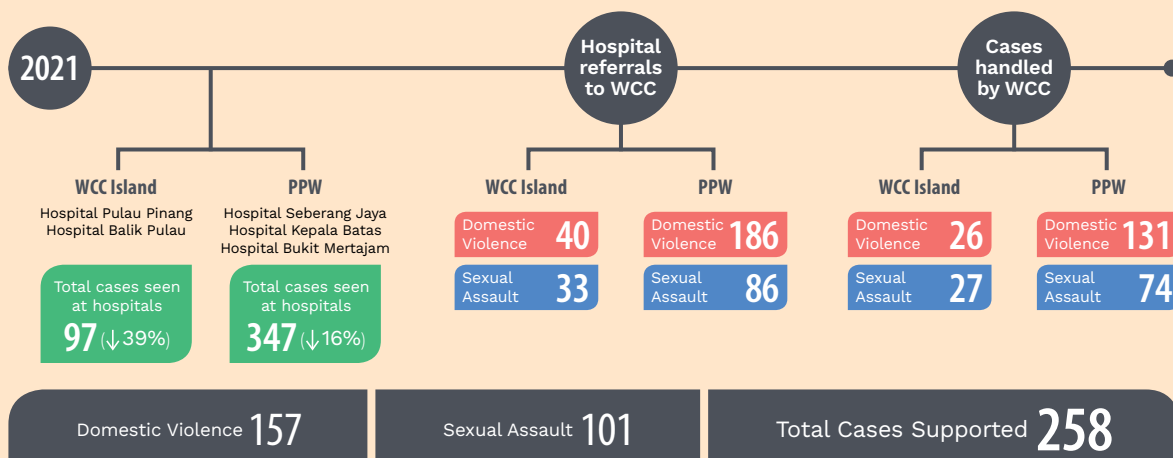 2021
Hospital
referrals
to WCC
Cases
handled
by WCC
WCC Island
Hospital Pulau Pinang
Hospital Balik Pulau
Total cases seen
at hospitals
97 (↓39%)
PPW
Hospital Seberang Jaya
Hospital Kepala Batas
Hospital Bukit Mertajam
Total cases seen
at hospitals
347 (↓16%)
WCC Island
Domestic
Violence 40
Sexual
Assault 33
PPW
Domestic
Violence 186
Sexual
Assault 86
WCC Island
Domestic
Violence 26
Sexual
Assault 27
PPW
Domestic
Violence 131
Sexual
Assault 74
Domestic Violence 157
Sexual Assault 101
Total Cases Supported 258